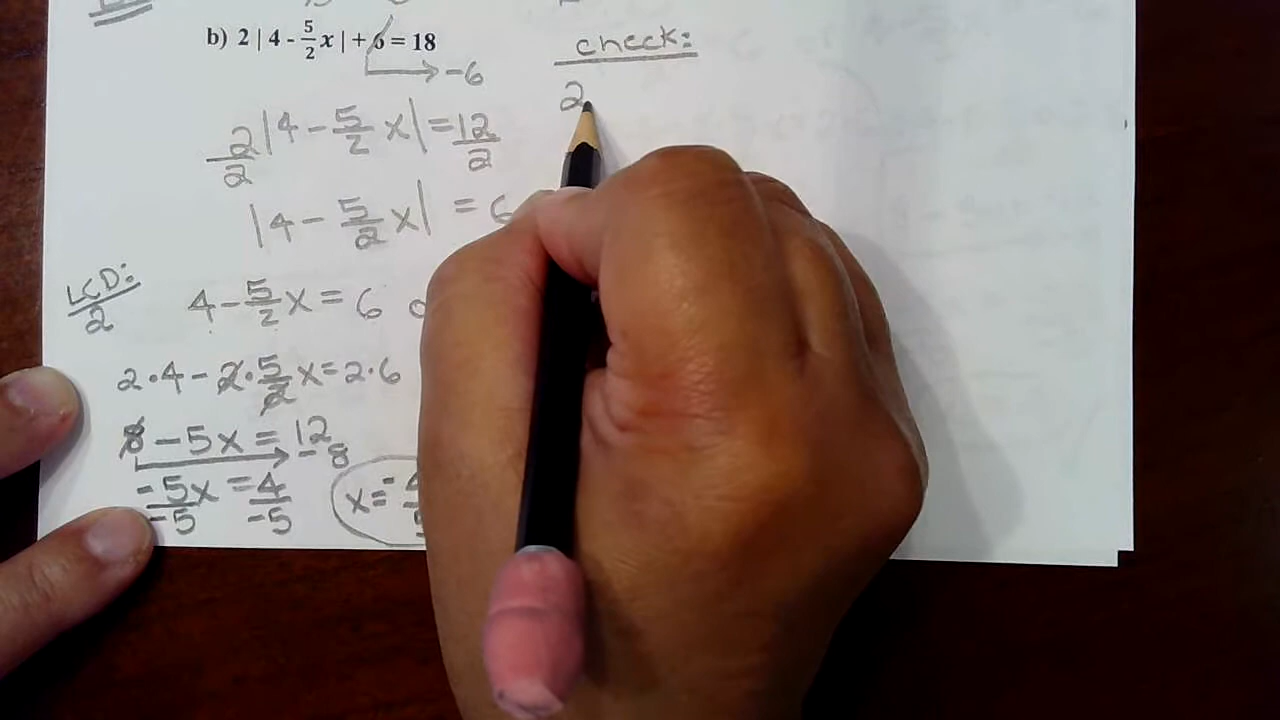 b) 2 | 4 - 5/2 x | + 6 = 18
-6
check:
2
2/2 |4 - 5/2 x| = 12/2
|4 - 5/2 x| = 6
LCD: 2
4 - 5/2 x = 6
2•4 - 2•5/2 x = 2•6
8 - 5x = 12 - 8
-5x/-5 = 4/-5
x = -